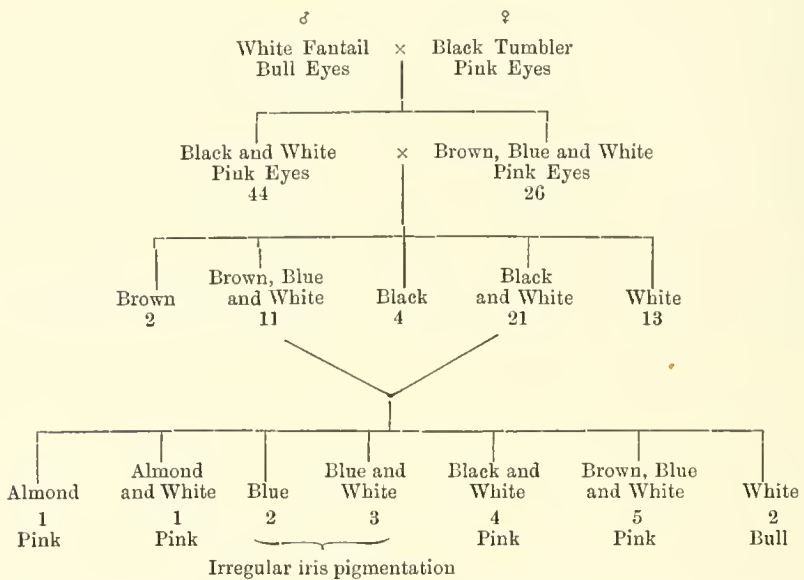 ♂ ♀
White Fantail × Black Tumbler
Bull Eyes Pink Eyes
Black and White × Brown, Blue and White
Pink Eyes Pink Eyes
44 26
Brown, Blue Black
Brown and White Black and White White
2 11 4 21 13
Almond Blue and Black and Brown, Blue
Almond and White Blue White White and White White
1 1 2 3 4 5 2
Pink Pink Pink Pink Bull
Irregular iris pigmentation